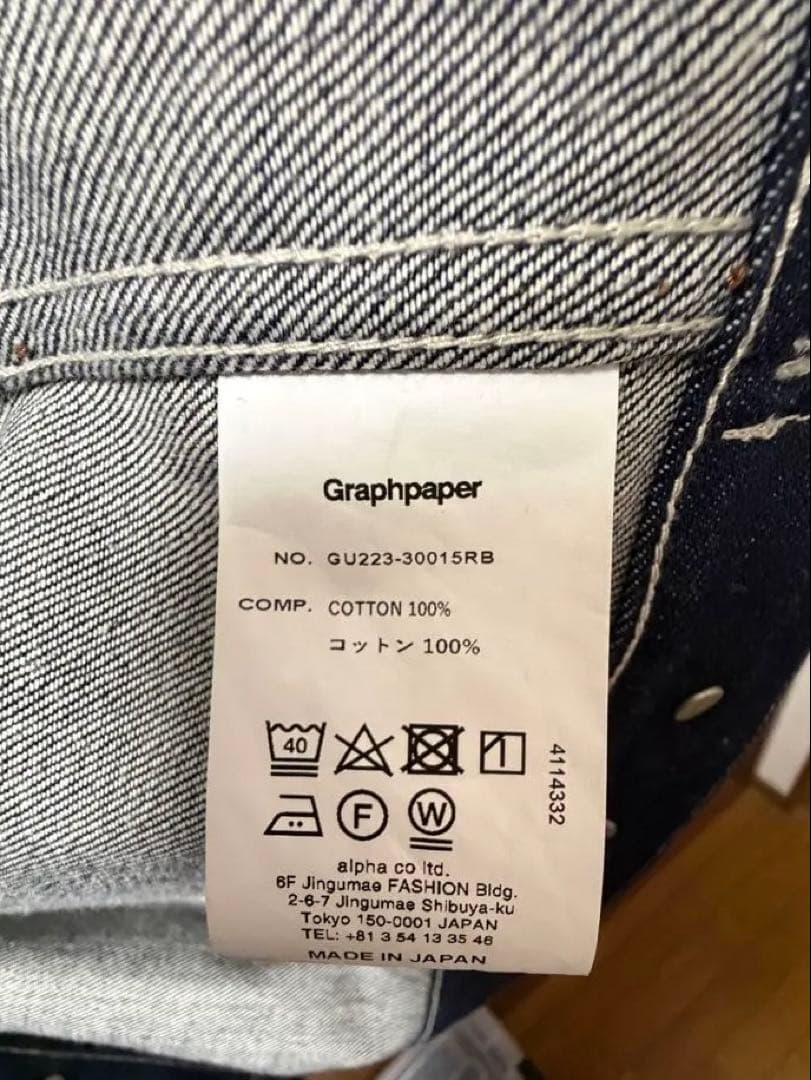 Graphpaper
NO. GU223-30015RB
COMP. COTTON 100%
コットン 100%
40
4114332
F W
alpha co ltd.
6F Jingumae FASHION Bldg.
2-6-7 Jingumae Shibuya-ku
Tokyo 150-0001 JAPAN
TEL: +81 3 54 13 35 46
MADE IN JAPAN